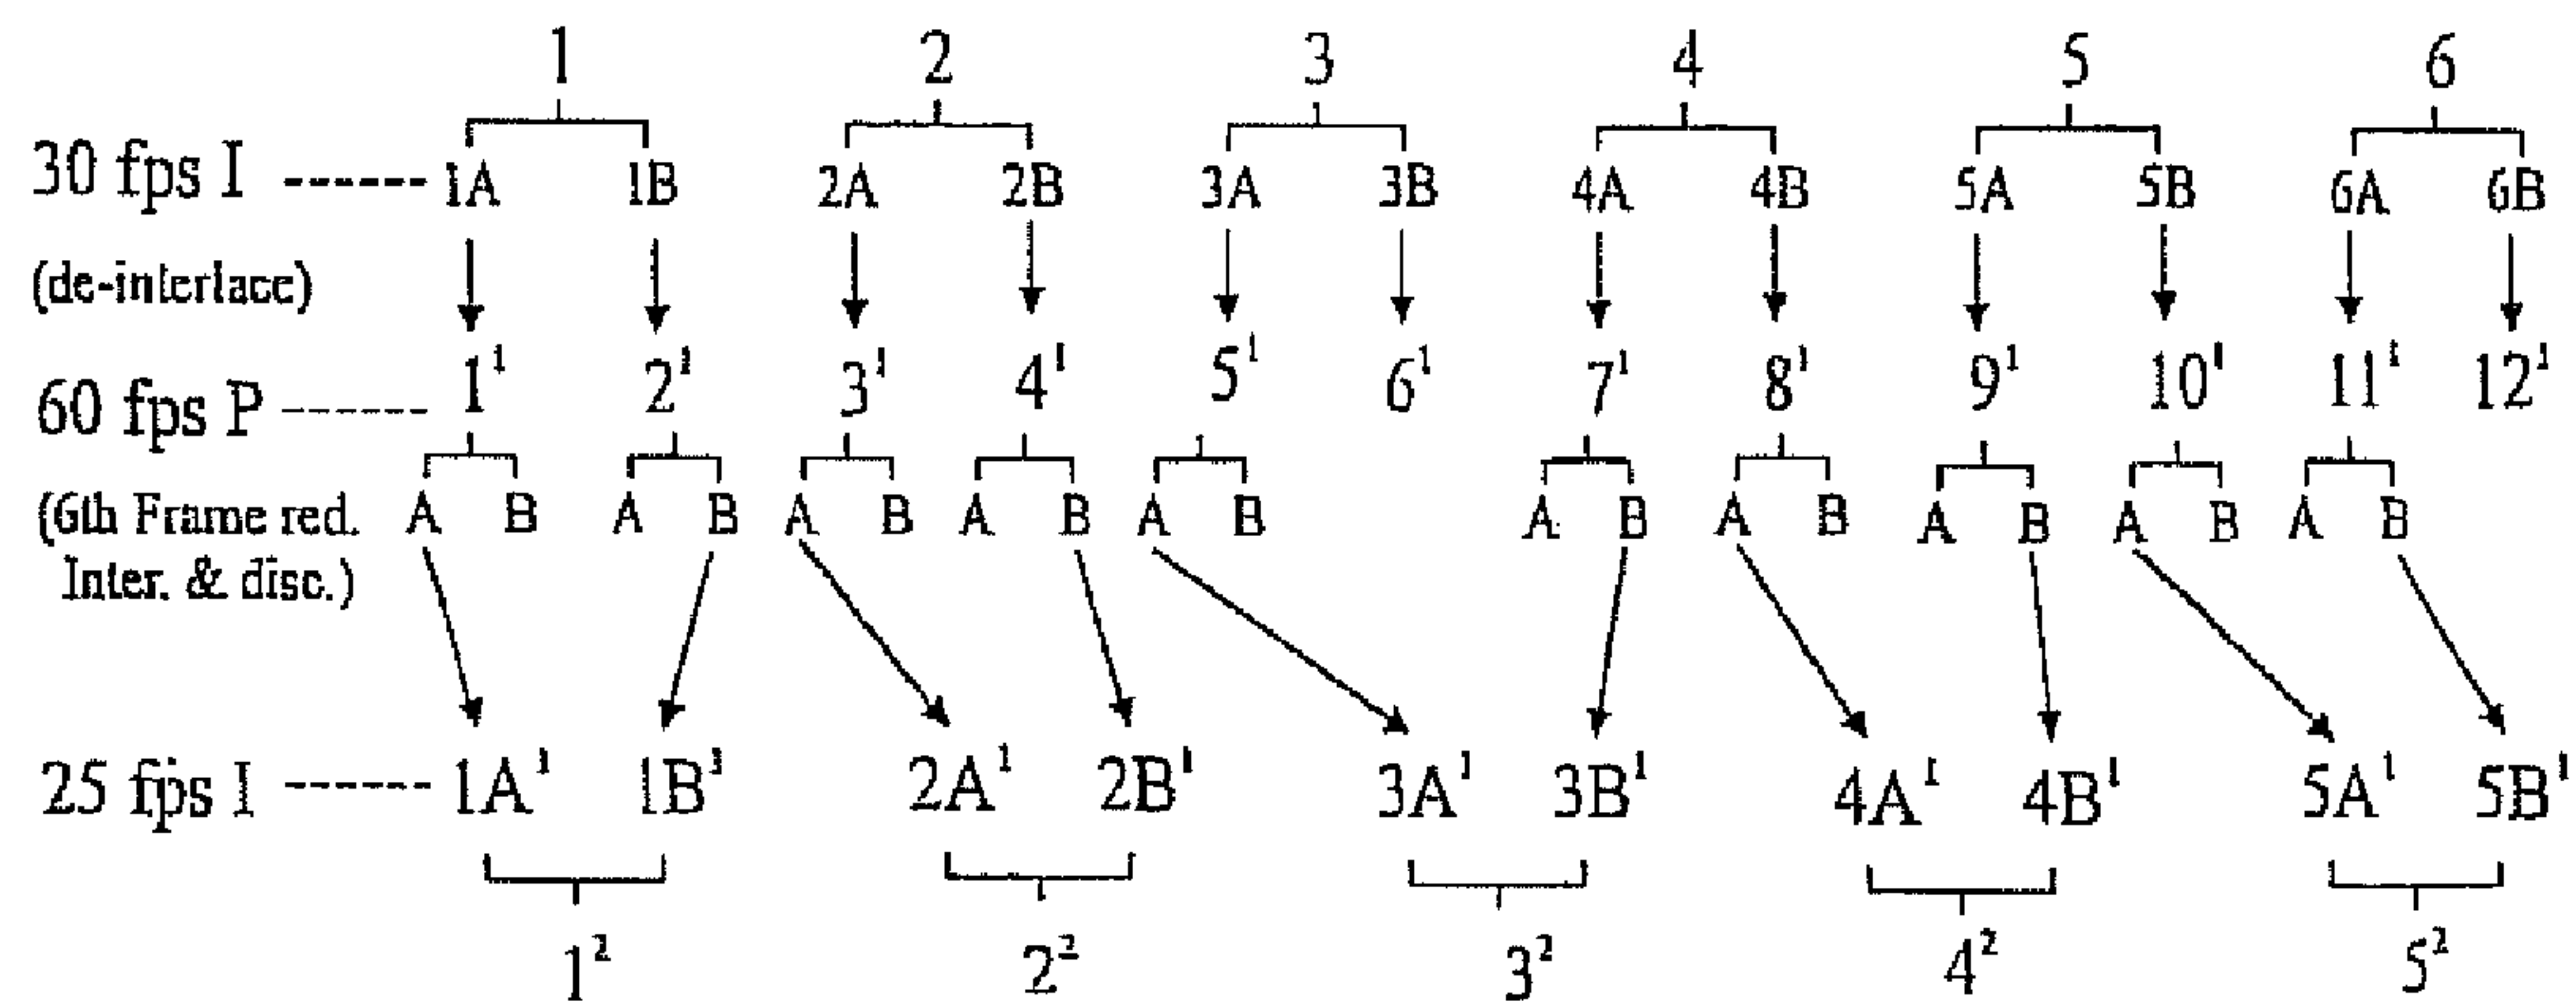 1 2 3 4 5 6
30 fps I 1A 1B 2A 2B 3A 3B 4A 4B 5A 5B 6A 6B
(de-interlace)
60 fps P 1¹ 2¹ 3¹ 4¹ 5¹ 6¹ 7¹ 8¹ 9¹ 10¹ 11¹ 12¹
(6th Frame red. A B A B A B A B A B A B A B A B A B A B
Inter. & disc.)
25 fps I 1A¹ 1B¹ 2A¹ 2B¹ 3A¹ 3B¹ 4A¹ 4B¹ 5A¹ 5B¹
1² 2² 3² 4² 5²